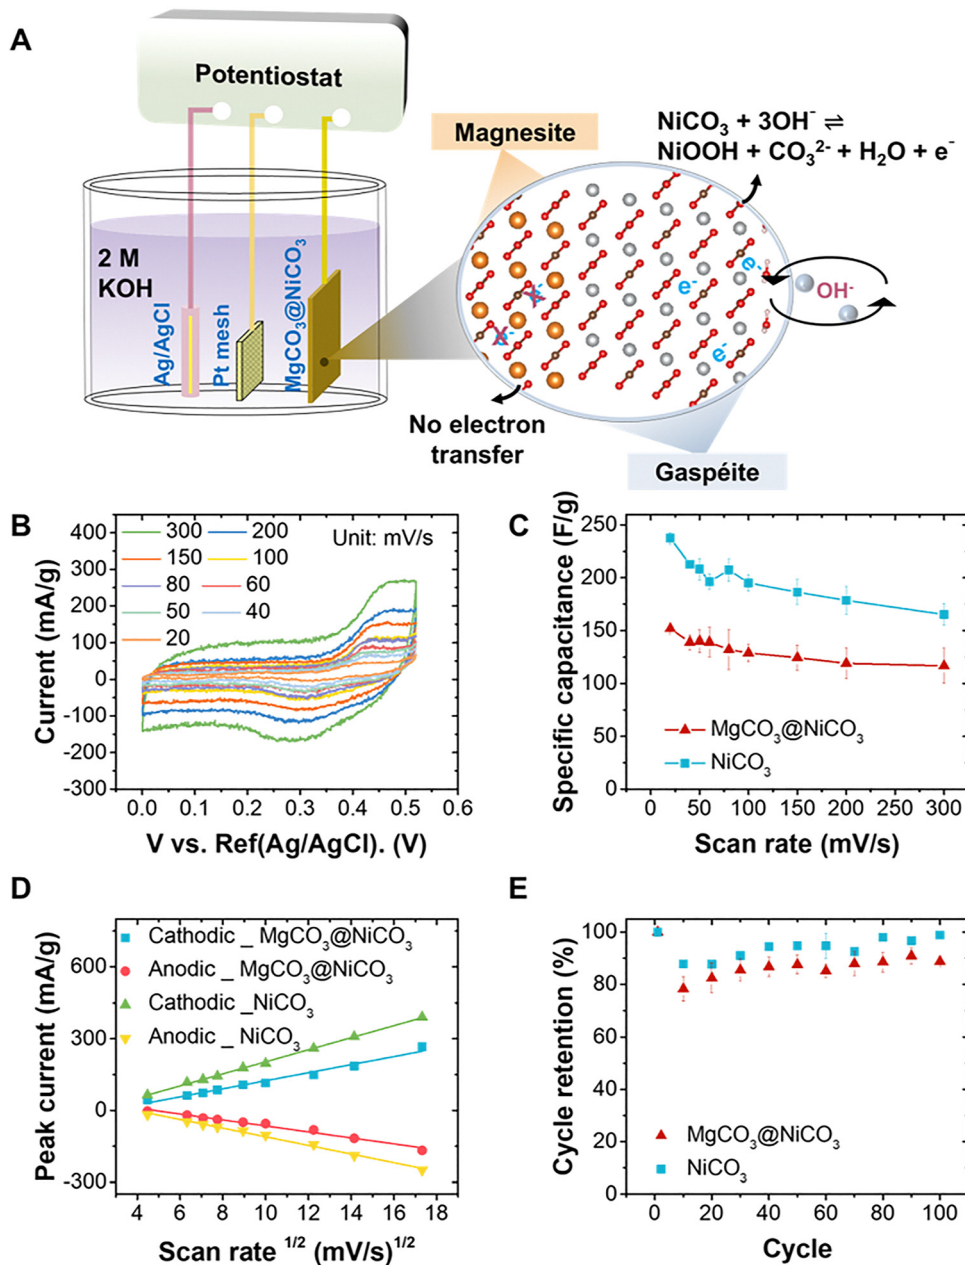 A
Potentiostat
Magnesite
NiCO₃ + 3OH⁻ ⇌
NiOOH + CO₃²⁻ + H₂O + e⁻
2 M
KOH
Ag/AgCl
Pt mesh
MgCO₃@NiCO₃
e⁻
e⁻
e⁻
e⁻
e⁻
OH⁻
No electron
transfer
Gaspéite
B
Current (mA/g)
400
300
200
100
0
-100
-200
-300
300
200
Unit: mV/s
150
100
80
60
50
40
20
0.0
0.1
0.2
0.3
0.4
0.5
0.6
V vs. Ref(Ag/AgCl). (V)
C
Specific capacitance (F/g)
250
200
150
100
50
0
MgCO₃@NiCO₃
NiCO₃
0
50
100
150
200
250
300
Scan rate (mV/s)
D
Peak current (mA/g)
750
300
0
-300
Cathodic _ MgCO₃@NiCO₃
Anodic _ MgCO₃@NiCO₃
Cathodic _NiCO₃
Anodic _ NiCO₃
4
6
8
10
12
14
16
18
Scan rate ^1/2 (mV/s)^1/2
E
Cycle retention (%)
100
80
60
40
20
0
MgCO₃@NiCO₃
NiCO₃
0
20
40
60
80
100
Cycle